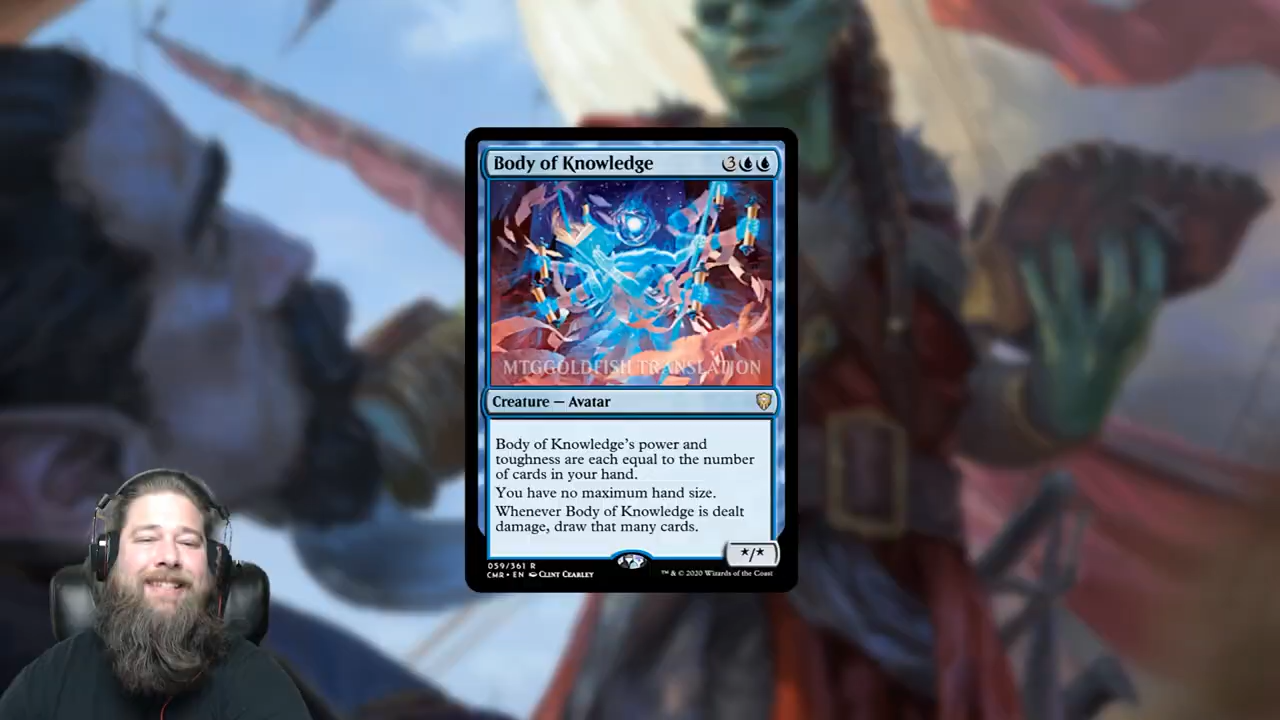 Body of Knowledge 3
MTGGOLDFISH TRANSLATION
Creature — Avatar
Body of Knowledge's power and
toughness are each equal to the number
of cards in your hand.
You have no maximum hand size.
Whenever Body of Knowledge is dealt
damage, draw that many cards.
*/*
059/361 R
CMR • EN CLINT CEARLEY
™ & © 2020 Wizards of the Coast